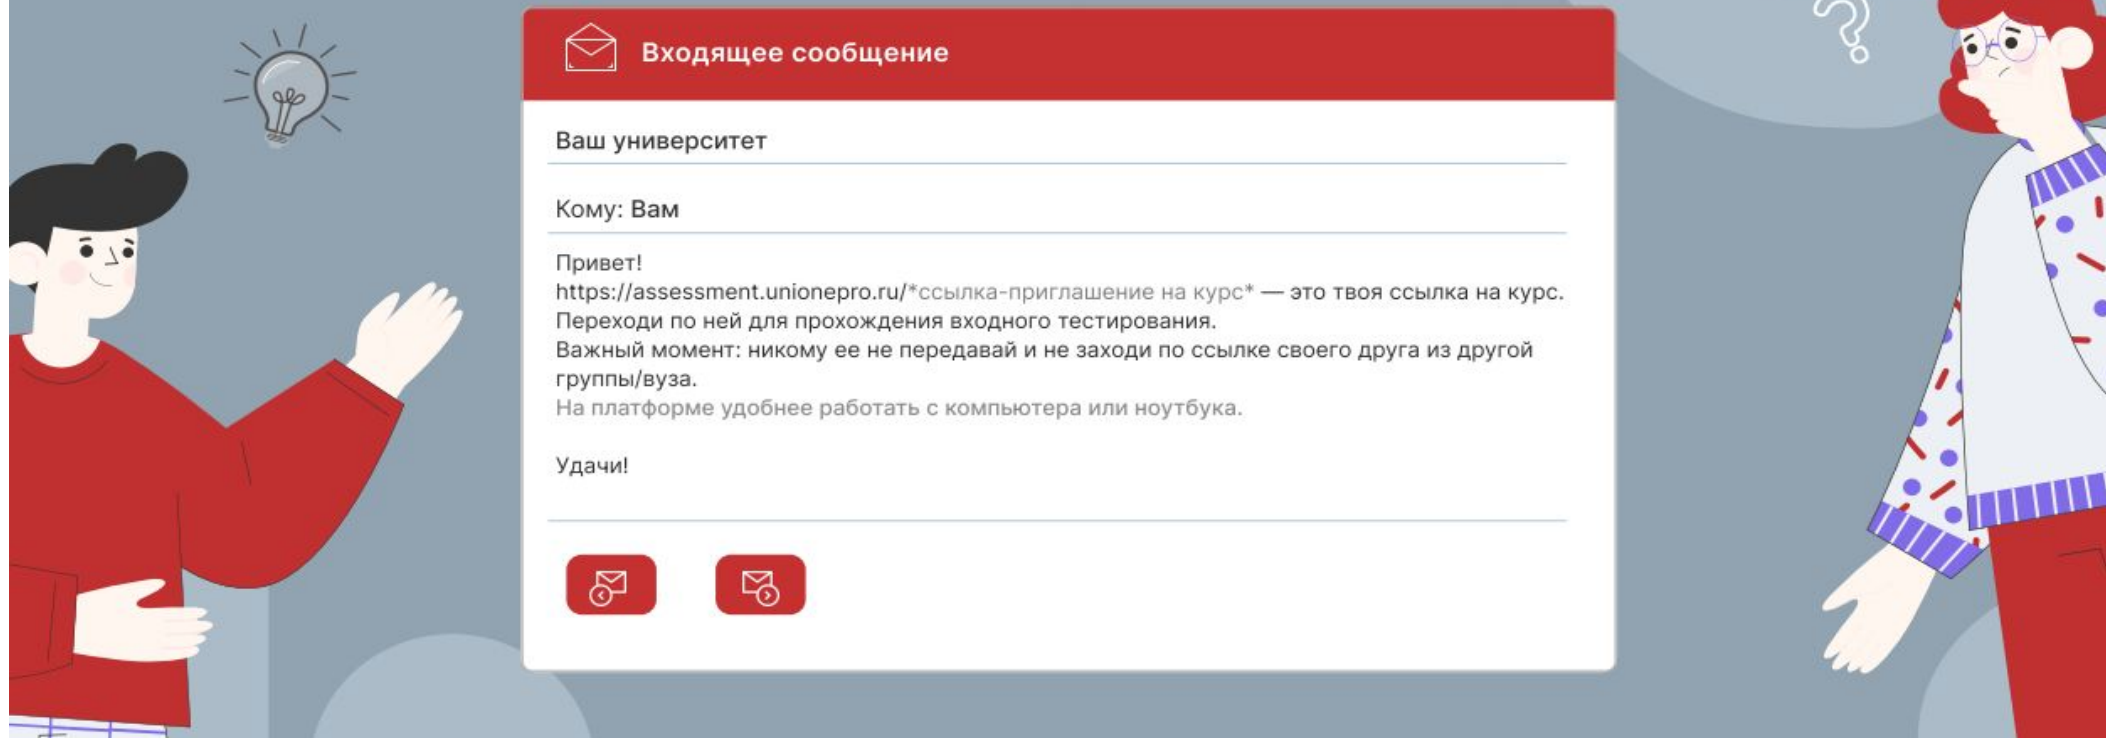 Входящее сообщение
Ваш университет
Кому: Вам
Привет!
https://assessment.unionepro.ru/*ссылка-приглашение на курс* — это твоя ссылка на курс.
Переходи по ней для прохождения входного тестирования.
Важный момент: никому ее не передавай и не заходи по ссылке своего друга из другой
группы/вуза.
На платформе удобнее работать с компьютера или ноутбука.
Удачи!